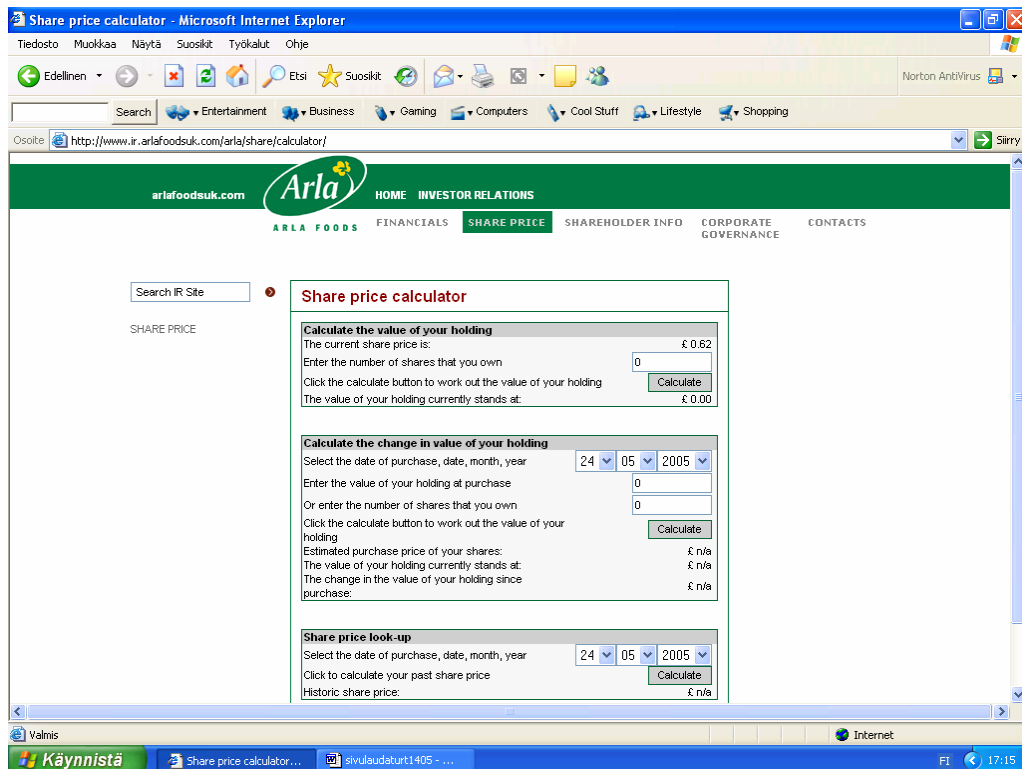 Share price calculator - Microsoft Internet Explorer
Tiedosto Muokkaa Näytä Suosikit Työkalut Ohje
Edellinen Etsi Suosikit Norton AntiVirus
Search Entertainment Business Gaming Computers Cool Stuff Lifestyle Shopping
Osoite http://www.ir.arlafoodsuk.com/arla/share/calculator/ Siirry
arlafoodsuk.com Arla HOME INVESTOR RELATIONS
ARLA FOODS FINANCIALS SHARE PRICE SHAREHOLDER INFO CORPORATE GOVERNANCE CONTACTS
Search IR Site
SHARE PRICE
Share price calculator
Calculate the value of your holding
The current share price is: £ 0.62
Enter the number of shares that you own 0
Click the calculate button to work out the value of your holding Calculate
The value of your holding currently stands at: £ 0.00
Calculate the change in value of your holding
Select the date of purchase, date, month, year 24 05 2005
Enter the value of your holding at purchase 0
Or enter the number of shares that you own 0
Click the calculate button to work out the value of your
holding Calculate
Estimated purchase price of your shares: £ n/a
The value of your holding currently stands at: £ n/a
The change in the value of your holding since
purchase: £ n/a
Share price look-up
Select the date of purchase, date, month, year 24 05 2005
Click to calculate your past share price Calculate
Historic share price: £ n/a
Valmis Internet
Käynnistä Share price calculator... sivulaudaturt1405 - ... FI 17:15